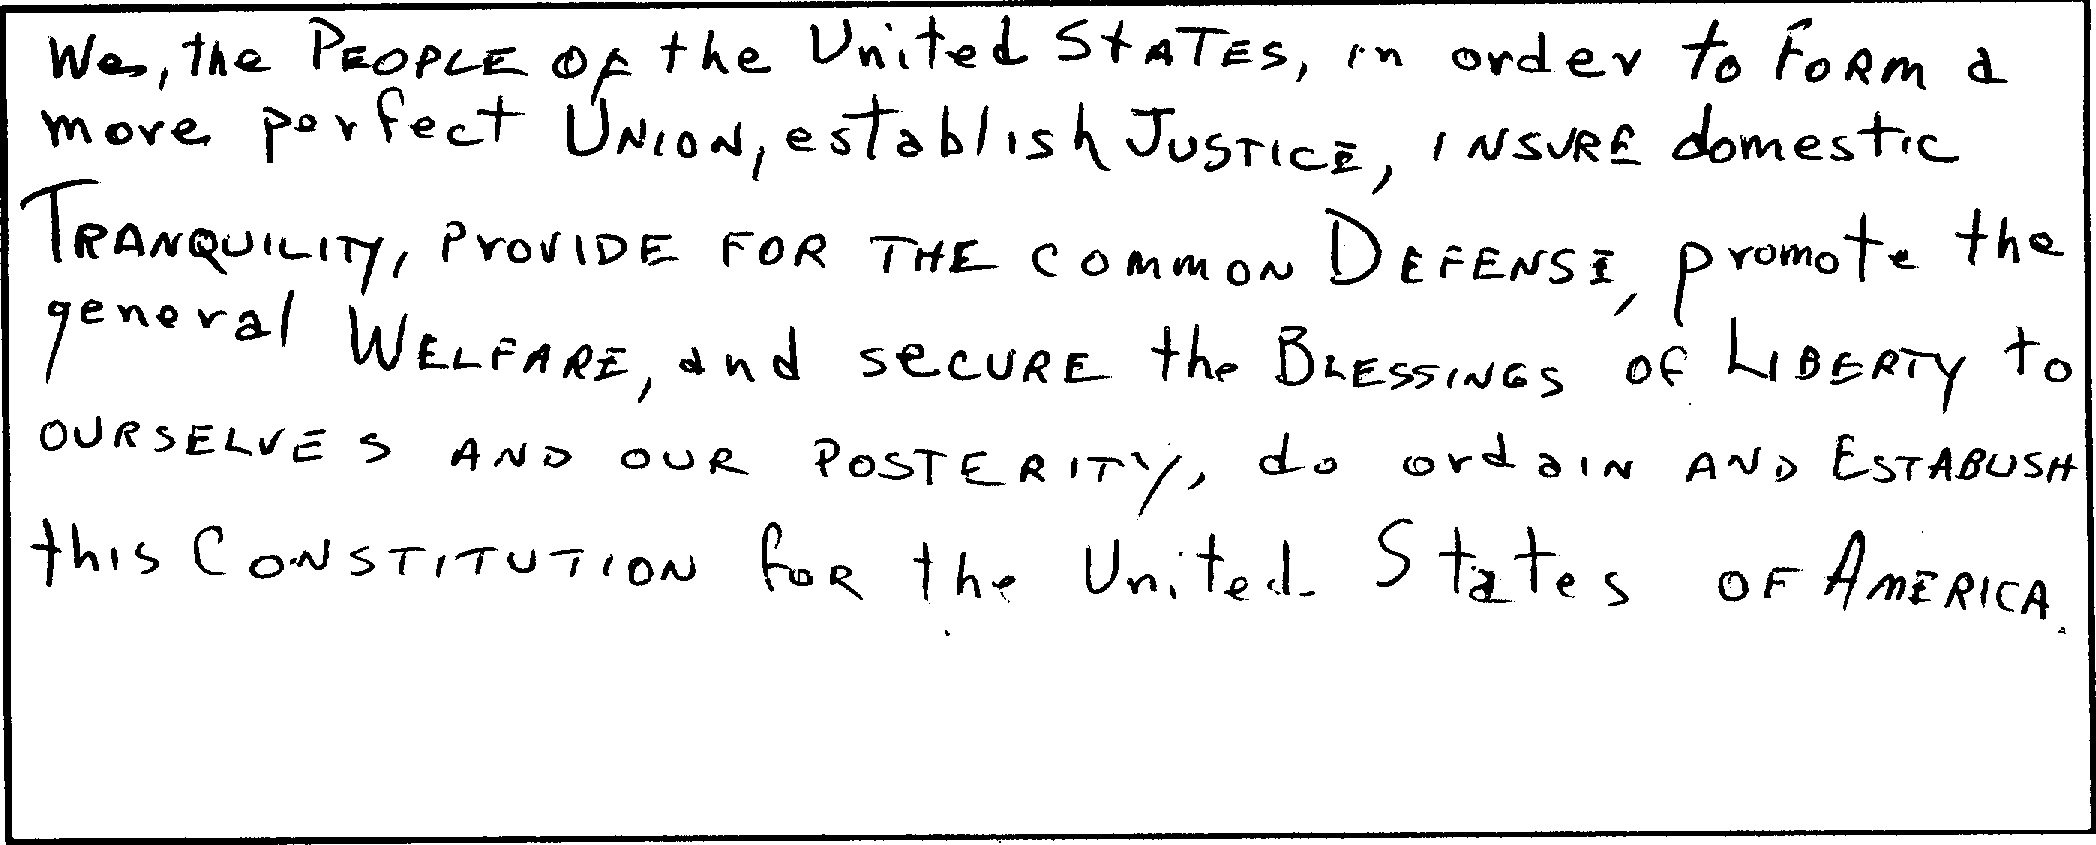 We, the PEOPLE OF the United STATES, in order to FORM a
more perfect UNION, establish JUSTICE, INSURE domestic
TRANQUILITY, PROVIDE FOR THE COMMON DEFENSE, promote the
general WELFARE, and SECURE the BLESSINGS OF LIBERTY to
OURSELVES AND OUR POSTERITY, do ordain AND ESTABLISH
this CONSTITUTION FOR the United States OF AMERICA.